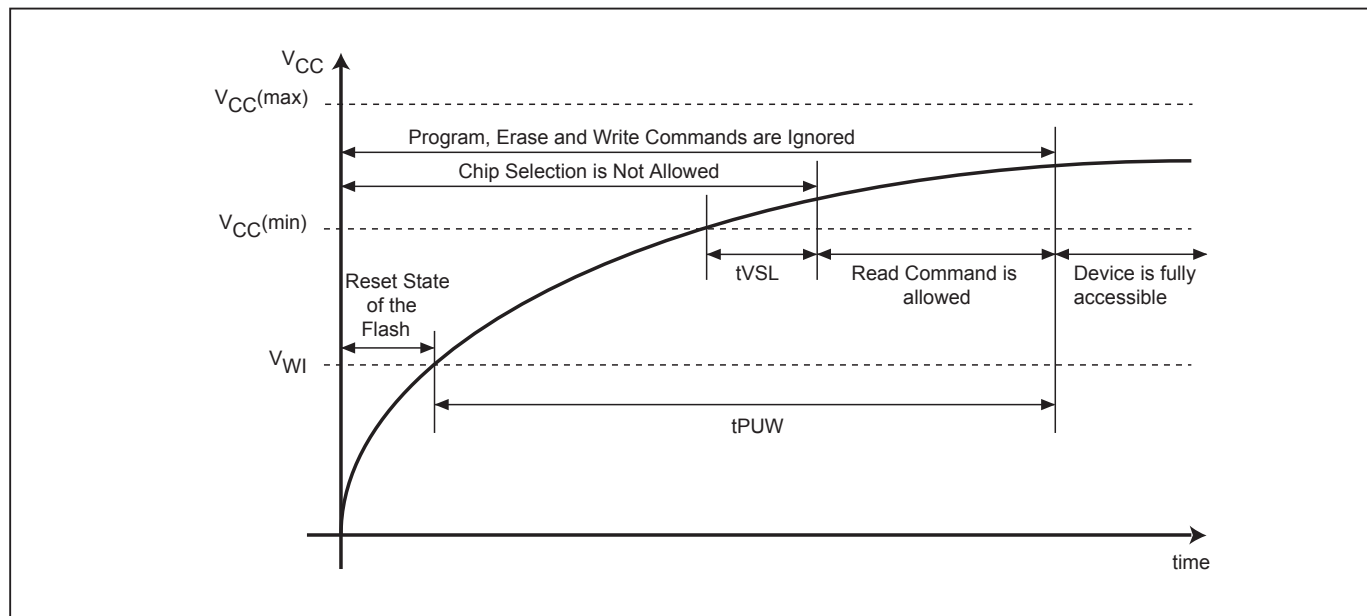 VCC
VCC(max)
Program, Erase and Write Commands are Ignored
Chip Selection is Not Allowed
VCC(min)
tVSL
Read Command is
allowed
Device is fully
accessible
Reset State
of the
Flash
VWI
tPUW
time